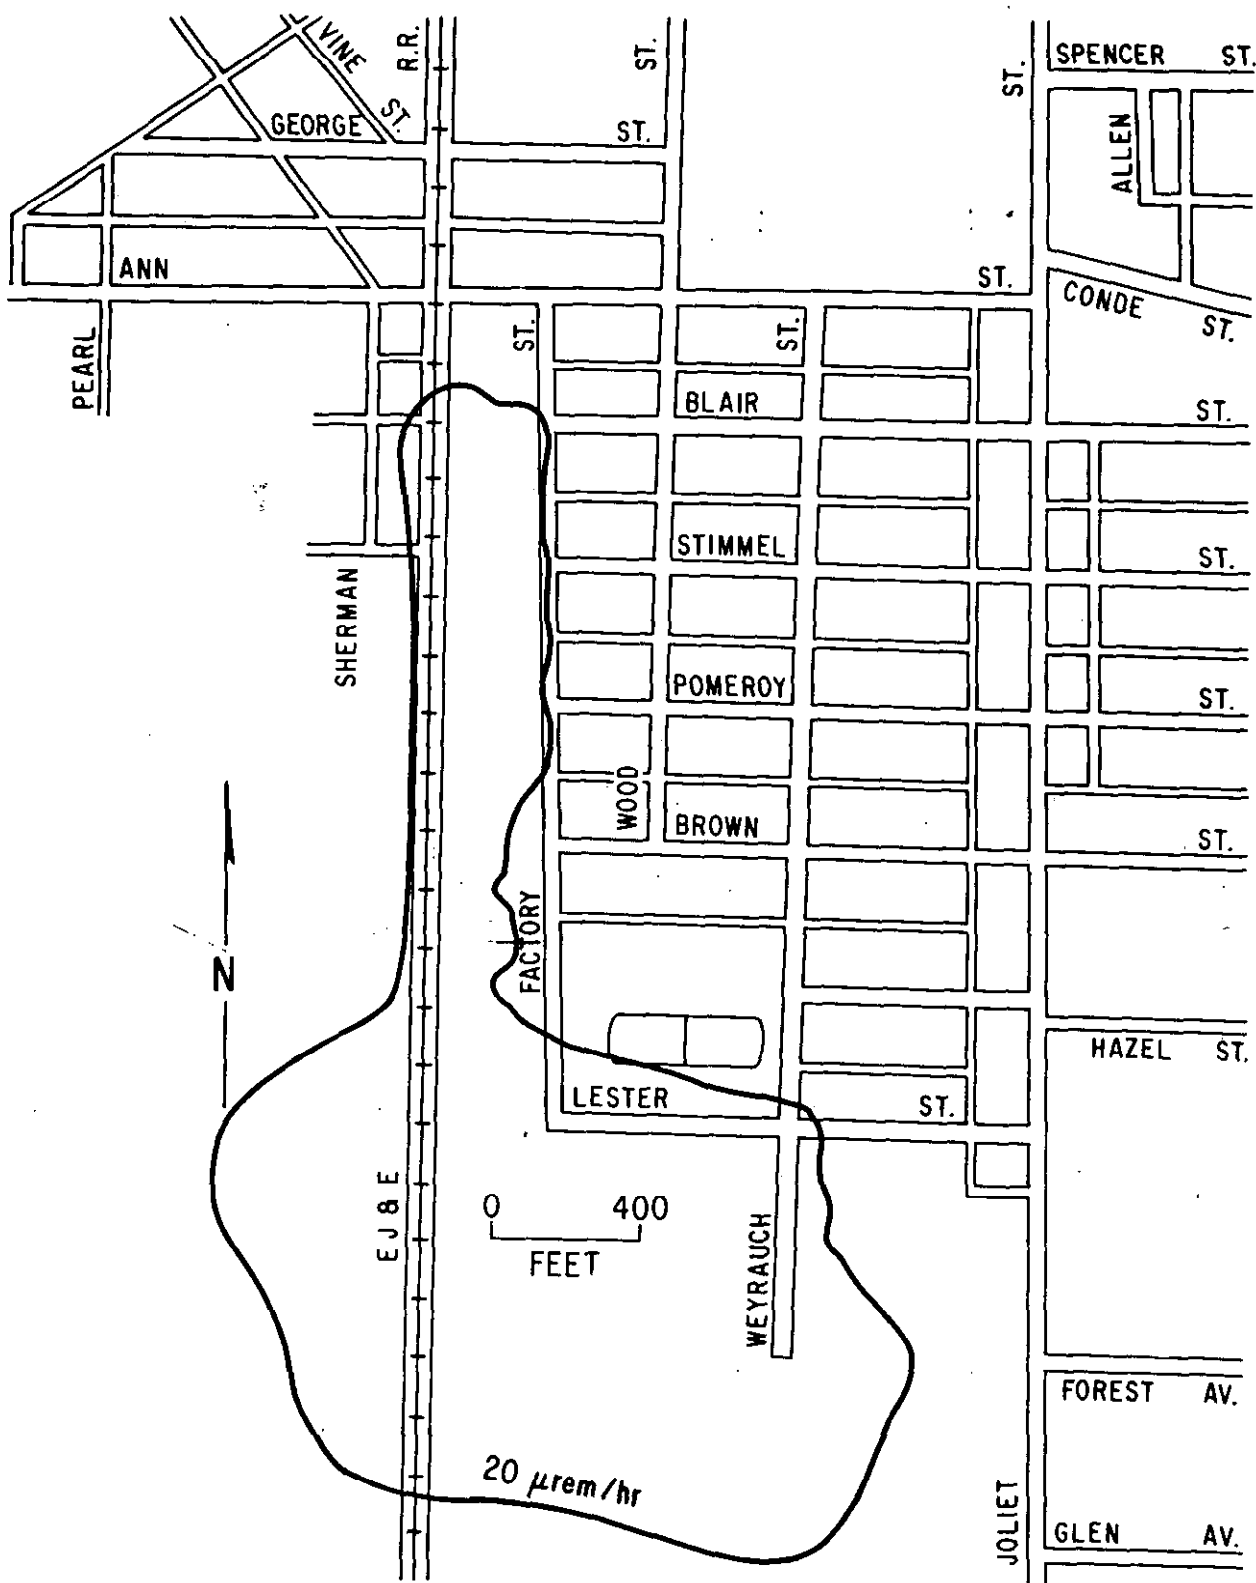 VINE ST.
R.R.
ST.
ST.
SPENCER ST.
GEORGE ST.
ALLEN
ANN ST.
CONDE ST.
PEARL
ST.
ST.
BLAIR ST.
STIMMEL ST.
SHERMAN
POMEROY ST.
WOOD
BROWN ST.
FACTORY
N
HAZEL ST.
LESTER ST.
EJ & E
0 400
FEET
WEYRAUCH
FOREST AV.
20 μrem/hr
JOLIET
GLEN AV.